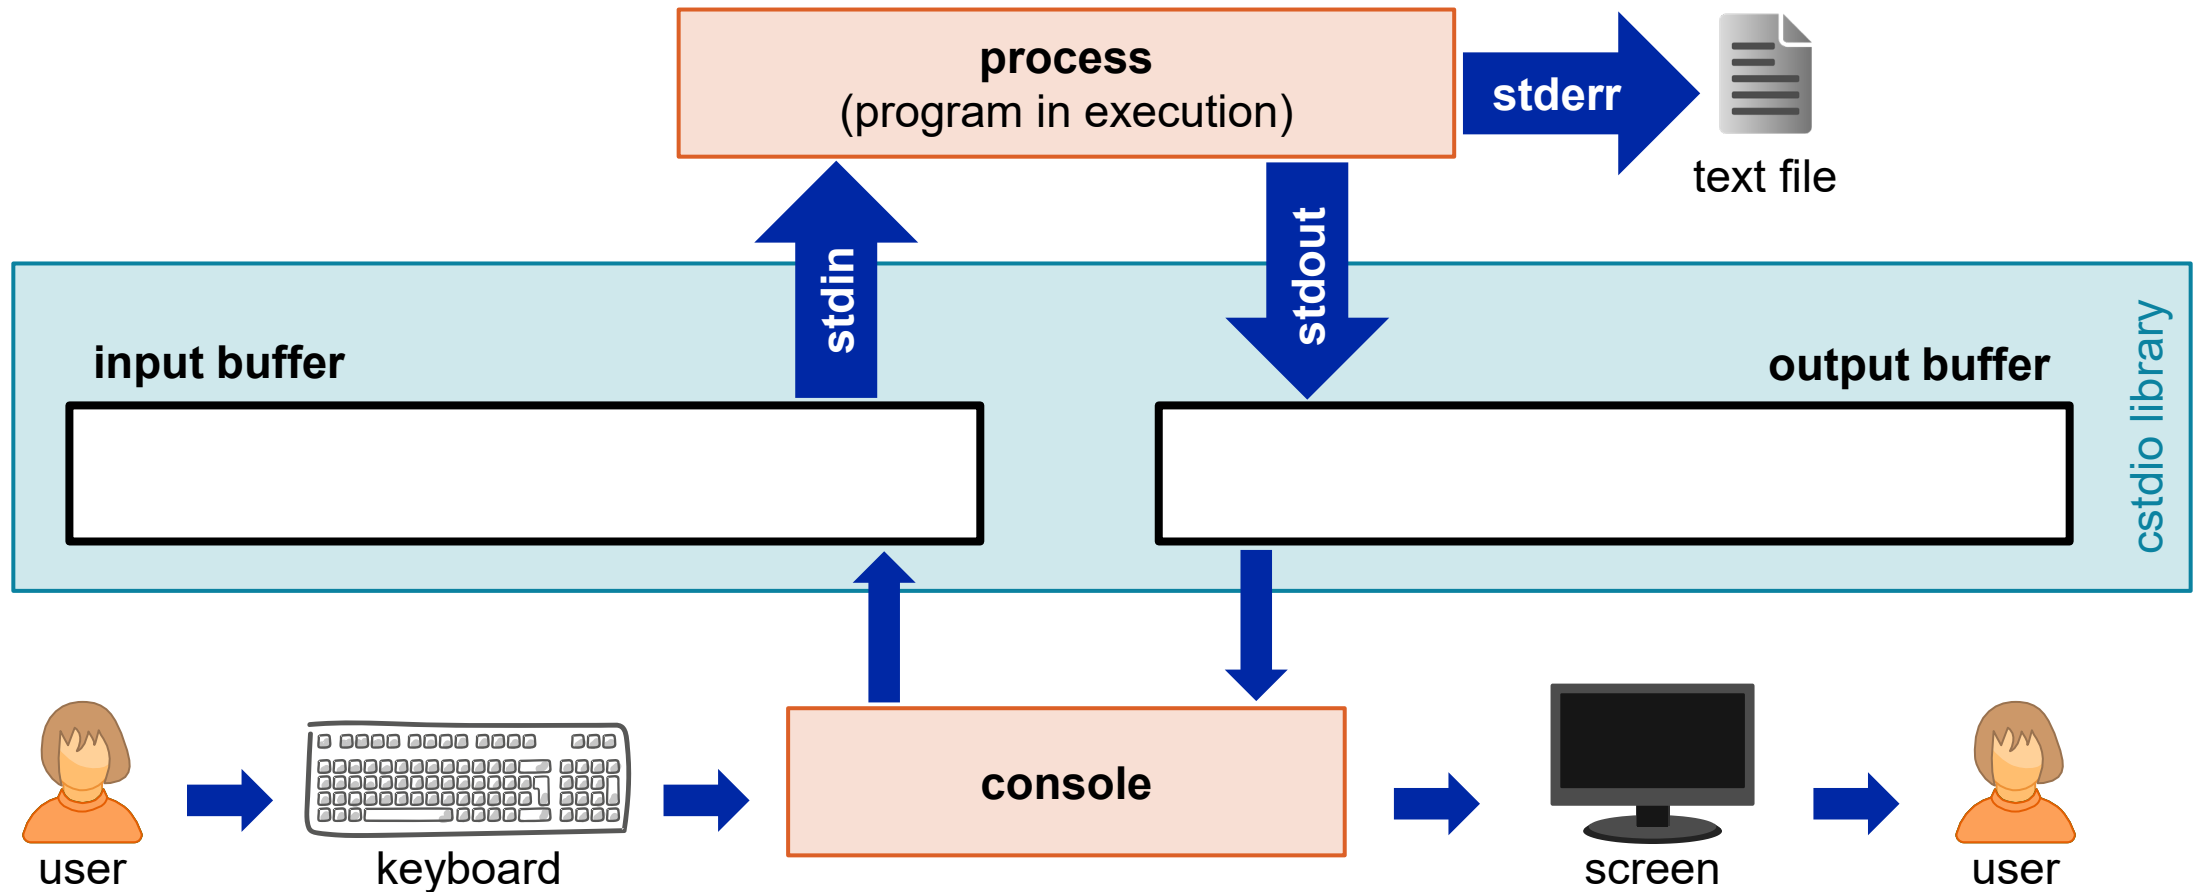 process
(program in execution)
stderr
text file
stdin
stdout
input buffer
output buffer
cstdio library
console
user
keyboard
screen
user